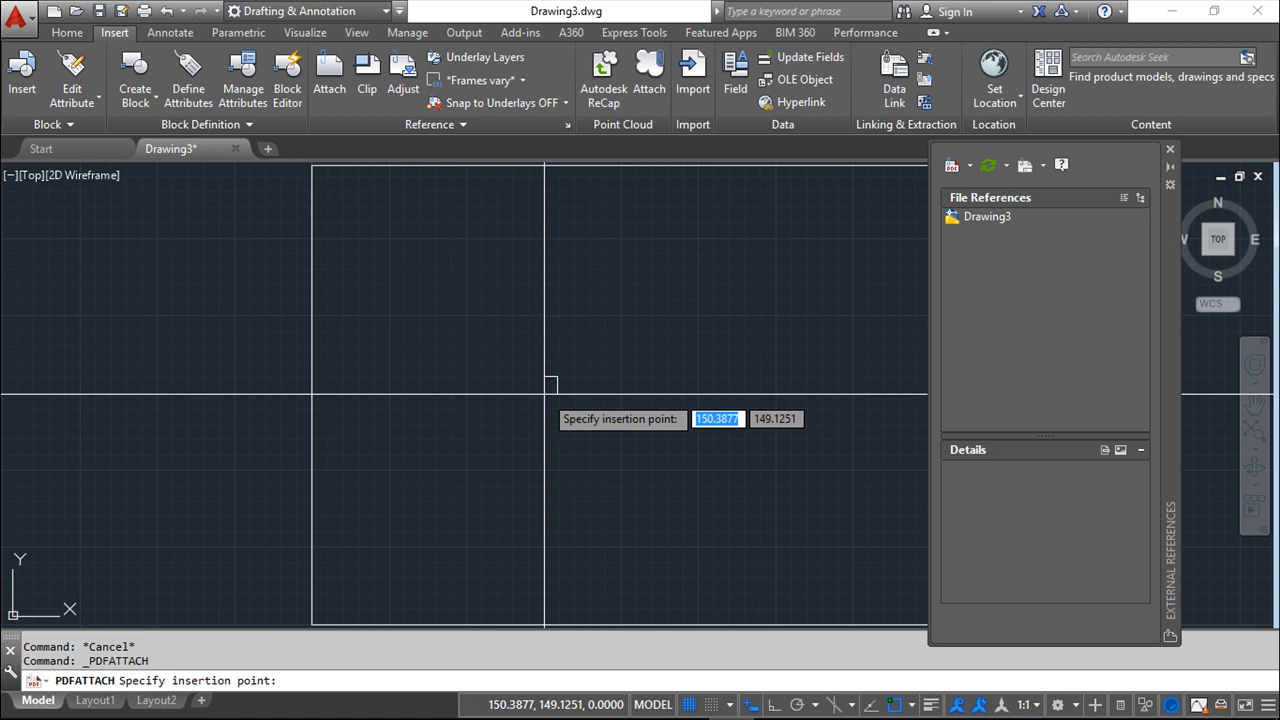 Drafting & Annotation
Drawing3.dwg
Type a keyword or phrase
Sign In
Home Insert Annotate Parametric Visualize View Manage Output Add-ins A360 Express Tools Featured Apps BIM 360 Performance
Insert
Edit Attribute
Create Block
Define Attributes
Manage Attributes
Block Editor
Attach
Clip
Adjust
Underlay Layers
*Frames vary*
Snap to Underlays OFF
Autodesk ReCap
Attach
Import
Field
Update Fields
OLE Object
Hyperlink
Data Link
Set Location
Design Center
Search Autodesk Seek
Find product models, drawings and specs
Block Block Definition Reference Point Cloud Import Data Linking & Extraction Location Content
Start Drawing3*
[−][Top][2D Wireframe]
File References
Drawing3
Details
EXTERNAL REFERENCES
N
W TOP E
S
WCS
Specify insertion point: 150.3877 149.1251
Y
X
Command: *Cancel*
Command: _PDFATTACH
PDFATTACH Specify insertion point:
Model Layout1 Layout2 150.3877, 149.1251, 0.0000 MODEL 1:1